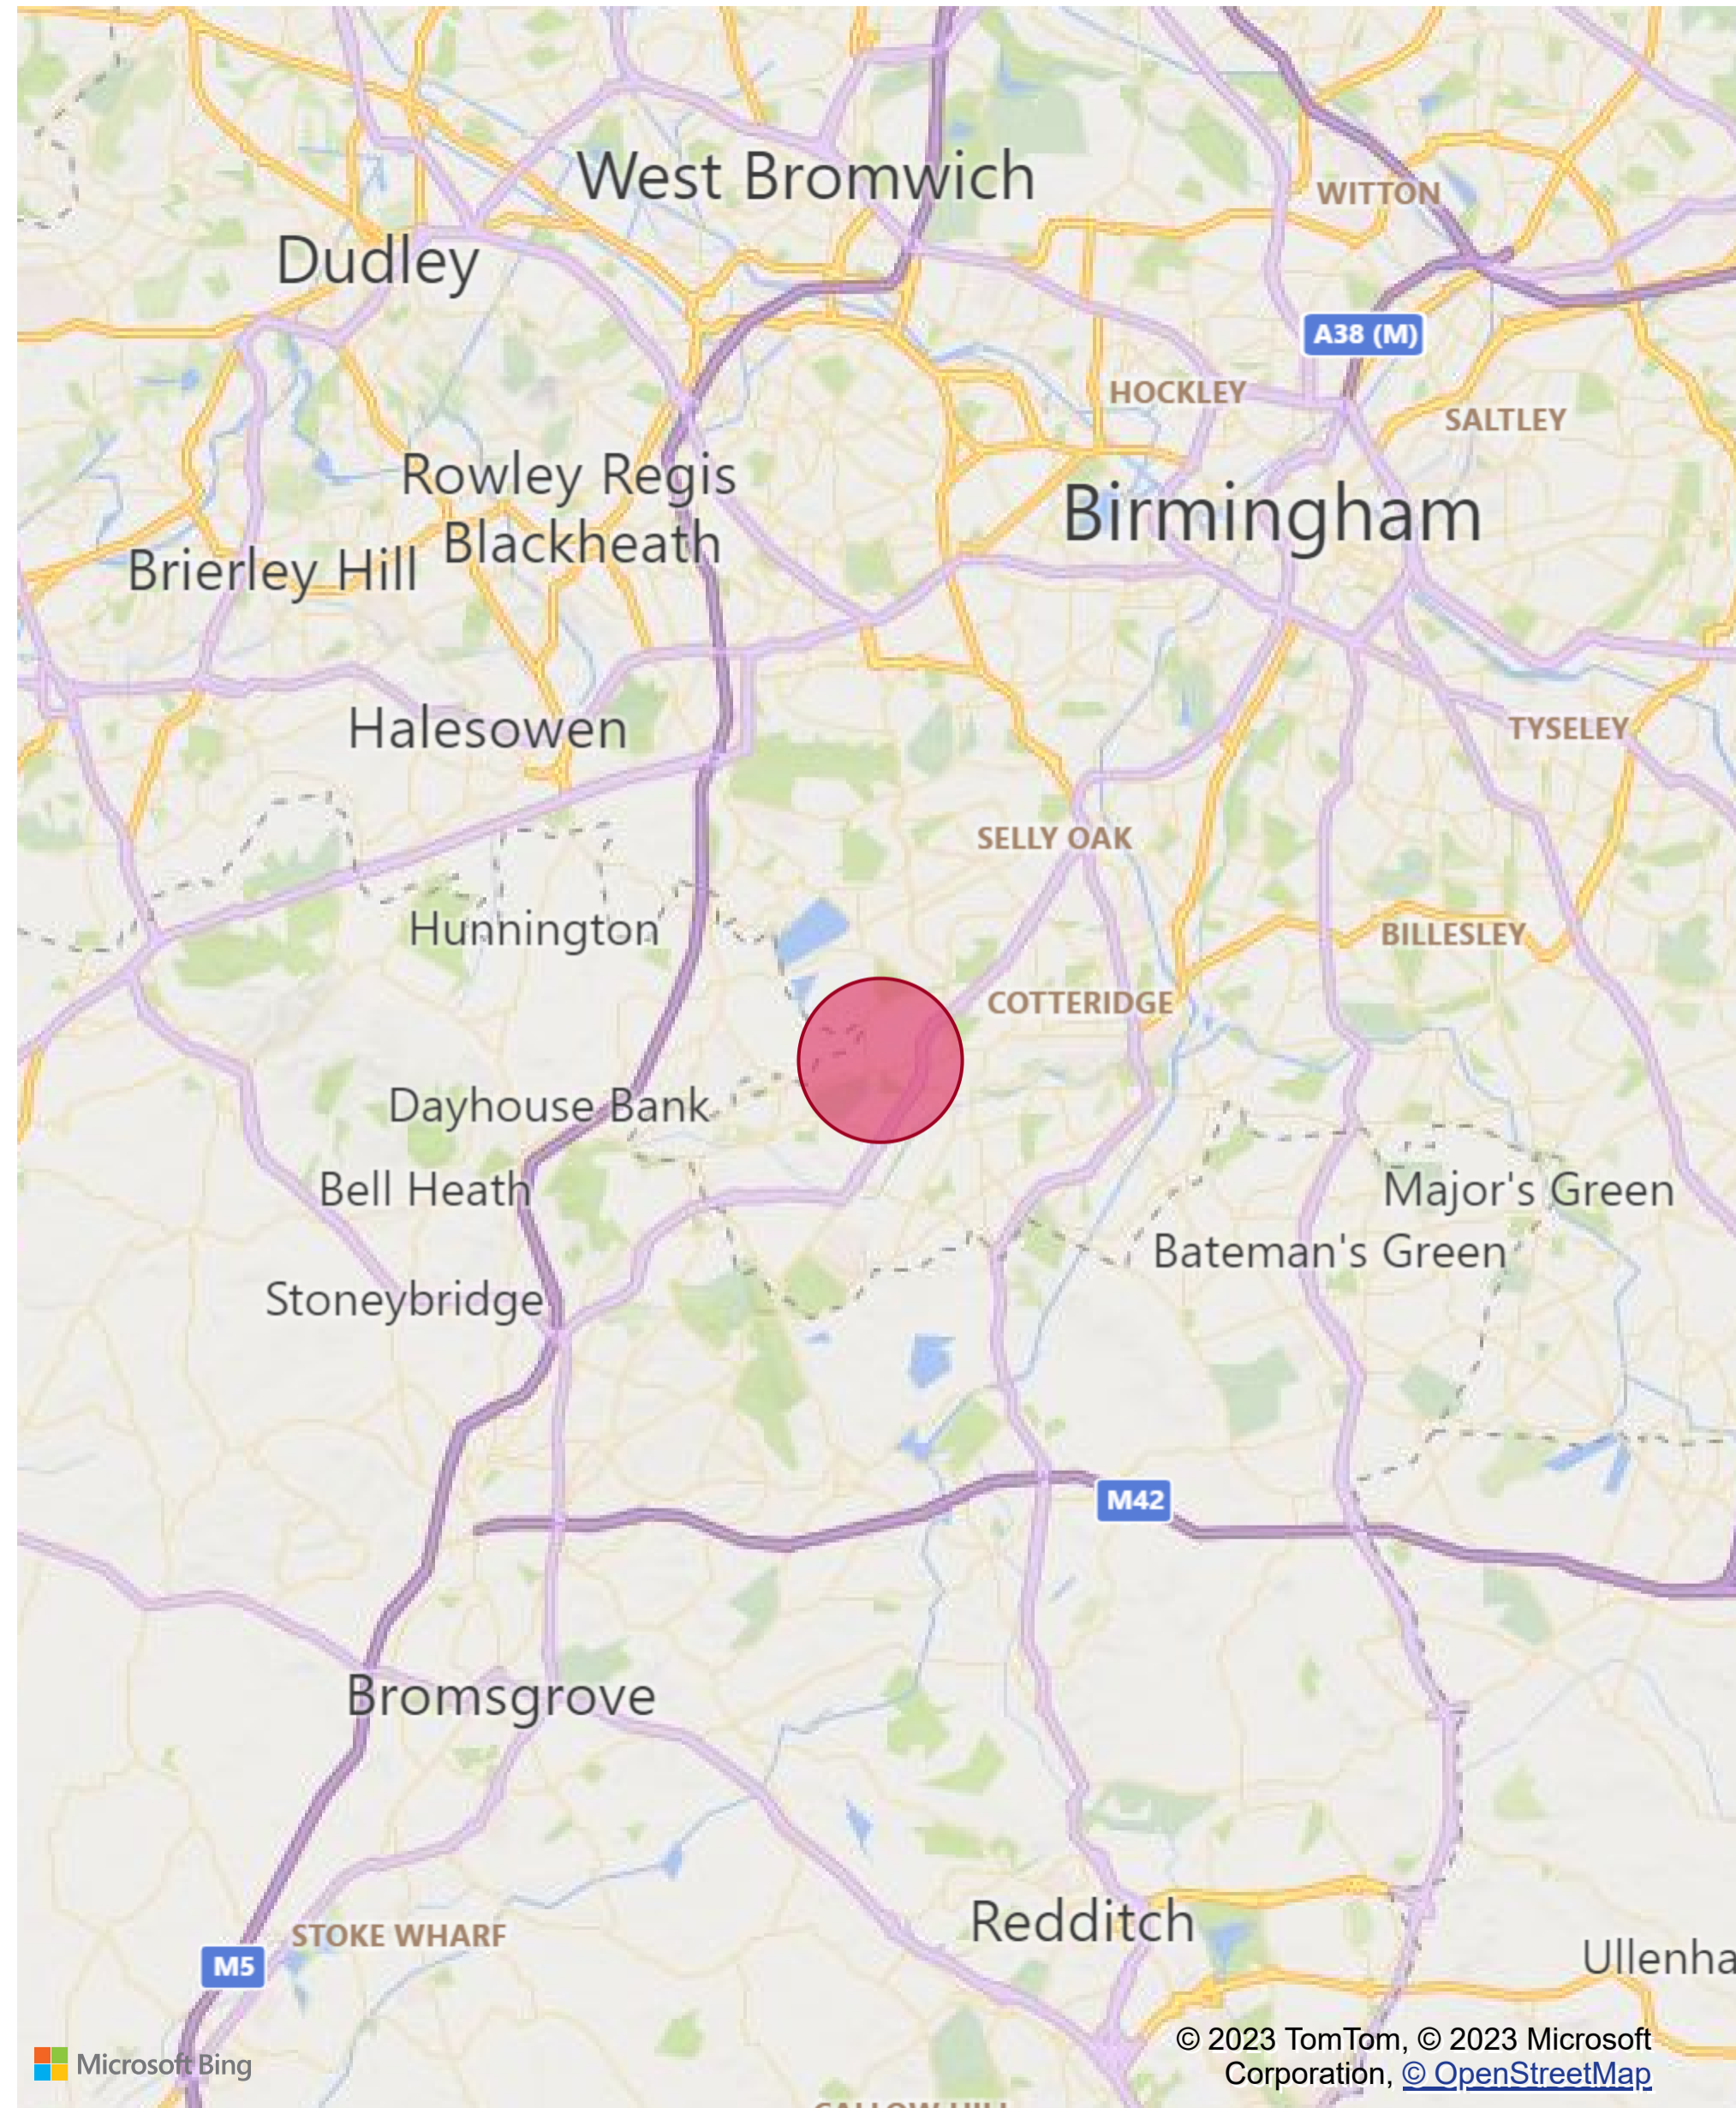 West Bromwich
WITTON
Dudley
A38 (M)
HOCKLEY
SALTLEY
Rowley Regis
Birmingham
Blackheath
Brierley Hill
Halesowen
TYSELEY
SELLY OAK
Hunnington
BILLESLEY
COTTERIDGE
Dayhouse Bank
Bell Heath
Major's Green
Bateman's Green
Stoneybridge
M42
Bromsgrove
Redditch
STOKE WHARF
Ullenha
M5
© 2023 TomTom, © 2023 Microsoft
Corporation, © OpenStreetMap
Microsoft Bing